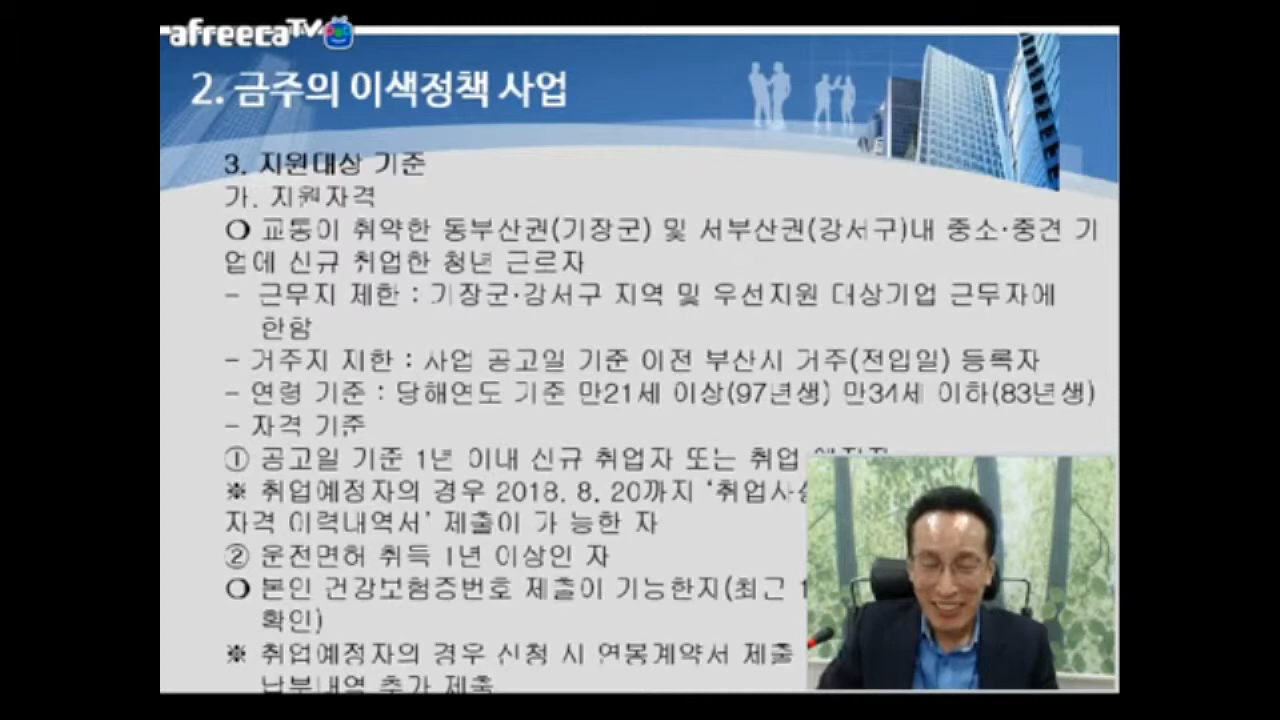 afreecaTV
2. 금주의 이색정책 사업
3. 지원대상 기준
가. 지원자격
❍ 교통이 취약한 동부산권(기장군) 및 서부산권(강서구)내 중소·중견 기
업에 신규 취업한 청년 근로자
- 근무지 제한 : 기장군·강서구 지역 및 우선지원 대상기업 근무자에
한함
- 거주지 지한 : 사업 공고일 기준 이전 부산시 거주(전입일) 등록자
- 연령 기준 : 당해연도 기준 만21세 이상(97년생) 만34세 이하(83년생)
- 자격 기준
① 공고일 기준 1년 이내 신규 취업자 또는 취업
※ 취업예정자의 경우 2018. 8. 20까지 ‘취업사
자격 이력내역서’ 제출이 가 능한 자
② 운전면허 취득 1년 이상인 자
❍ 본인 건강보험증번호 제출이 기능한지(최근
확인)
※ 취업예정자의 경우 신청 시 연봉계약서 제출
납부내역 추가 제출